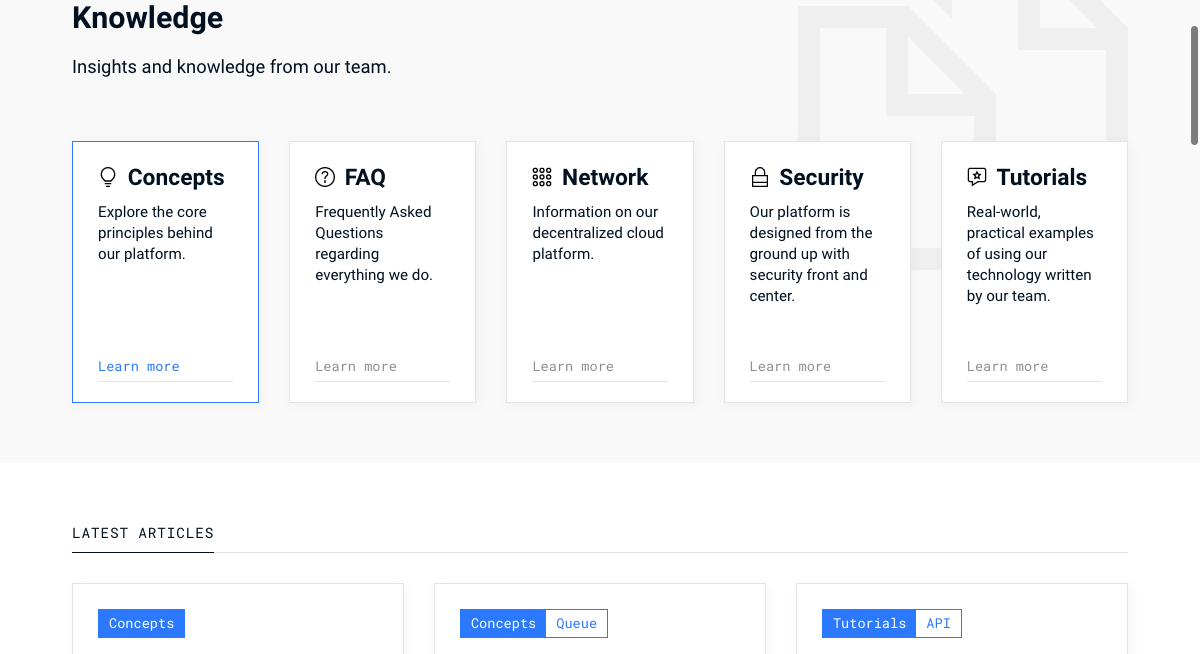 Knowledge
Insights and knowledge from our team.
Concepts
Explore the core
principles behind
our platform.
Learn more
FAQ
Frequently Asked
Questions
regarding
everything we do.
Learn more
Network
Information on our
decentralized cloud
platform.
Learn more
Security
Our platform is
designed from the
ground up with
security front and
center.
Learn more
Tutorials
Real-world,
practical examples
of using our
technology written
by our team.
Learn more
LATEST ARTICLES
Concepts
Concepts Queue
Tutorials API